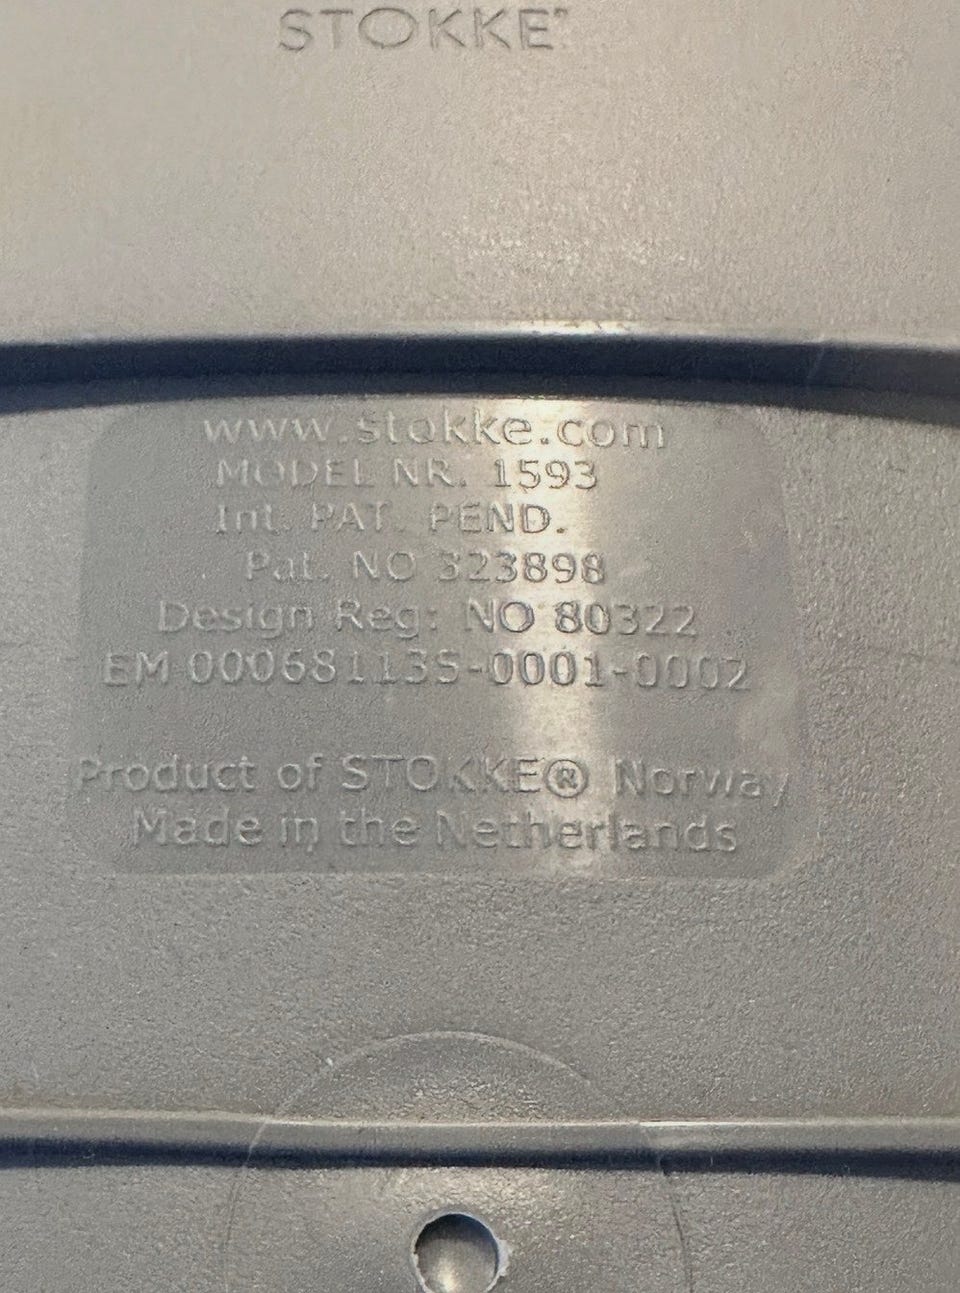 STOKKE™
www.stokke.com
MODEL NR. 1593
Int. PAT. PEND.
Pat. NO 323898
Design Reg: NO 80322
EM 000681135-0001-0002
Product of STOKKE® Norway
Made in the Netherlands